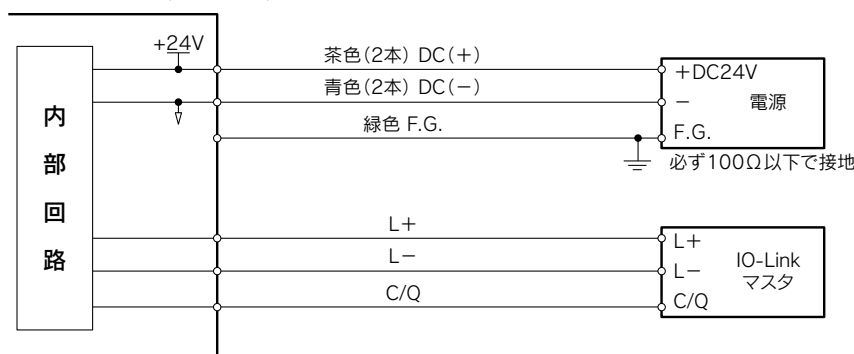 +24V
茶色(2本) DC(+)
+DC24V
青色(2本) DC(−)
−
電源
緑色 F.G.
F.G.
必ず100Ω以下で接地
内部回路
L+
L+
L−
L−
IO-Link
マスタ
C/Q
C/Q